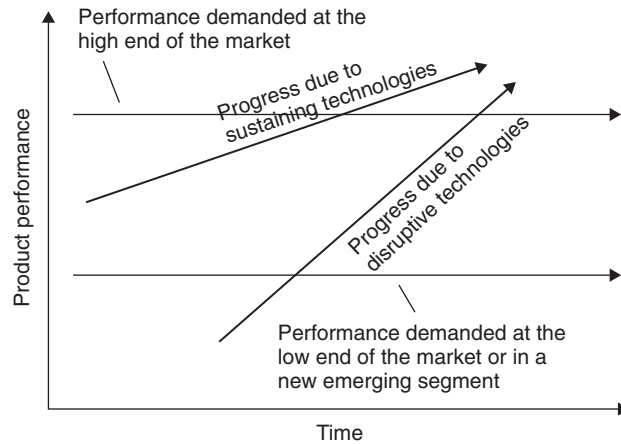 Performance demanded at the
high end of the market
Progress due to
sustaining technologies
Progress due to
disruptive technologies
Product performance
Performance demanded at the
low end of the market or in a
new emerging segment
Time